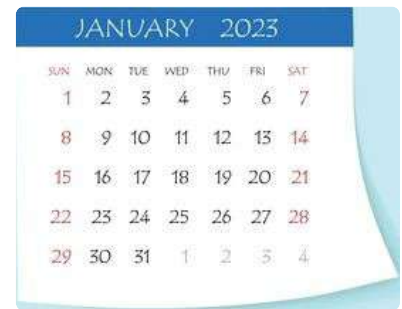 JANUARY 2023
SUN MON TUE WED THU FRI SAT
1 2 3 4 5 6 7
8 9 10 11 12 13 14
15 16 17 18 19 20 21
22 23 24 25 26 27 28
29 30 31 1 2 3 4